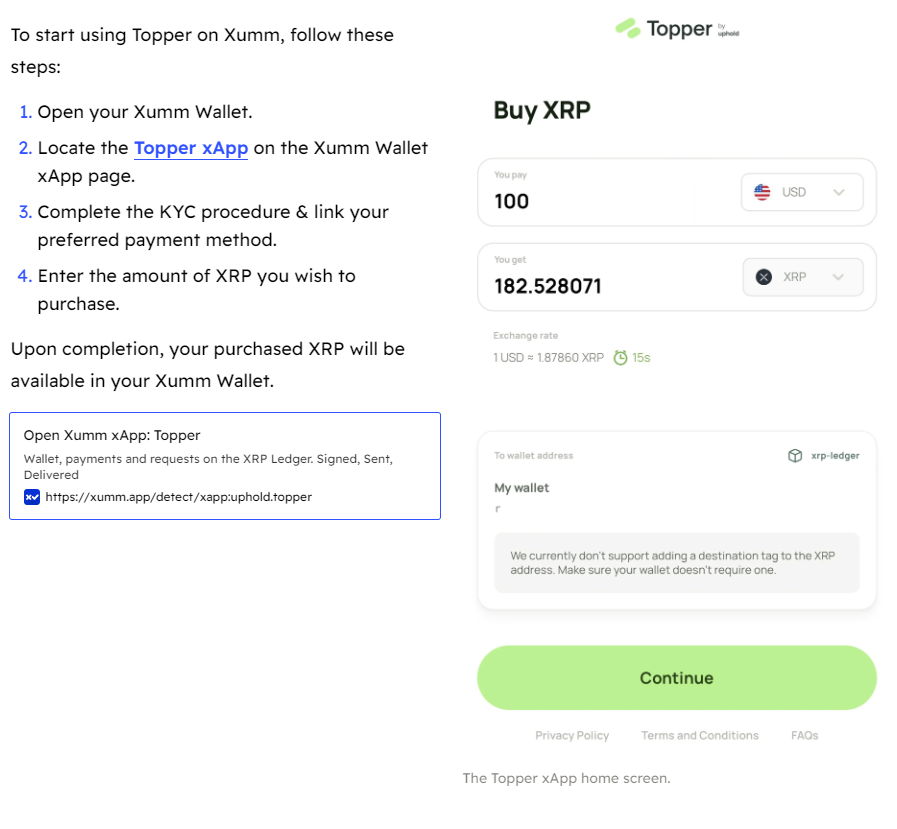 To start using Topper on Xumm, follow these
steps:
1. Open your Xumm Wallet.
2. Locate the Topper xApp on the Xumm Wallet
xApp page.
3. Complete the KYC procedure & link your
preferred payment method.
4. Enter the amount of XRP you wish to
purchase.
Upon completion, your purchased XRP will be
available in your Xumm Wallet.
Open Xumm xApp: Topper
Wallet, payments and requests on the XRP Ledger. Signed, Sent,
Delivered
https://xumm.app/detect/xapp:uphold.topper
Topper by uphold
Buy XRP
You pay
100
USD
You get
182.528071
XRP
Exchange rate
1 USD ≈ 1.87860 XRP 15s
To wallet address
xrp-ledger
My wallet
r
We currently don't support adding a destination tag to the XRP
address. Make sure your wallet doesn't require one.
Continue
Privacy Policy Terms and Conditions FAQs
The Topper xApp home screen.